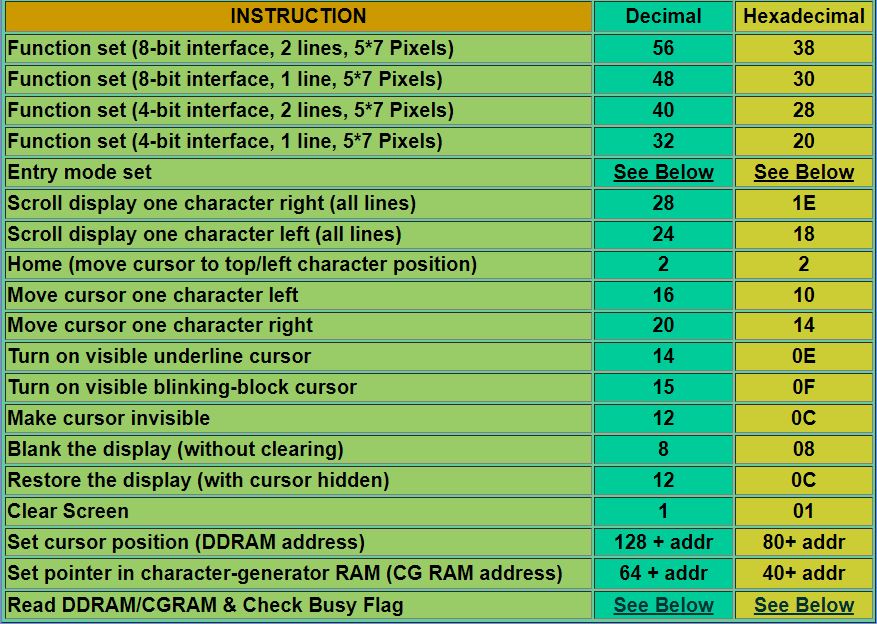 INSTRUCTION Decimal Hexadecimal
Function set (8-bit interface, 2 lines, 5*7 Pixels) 56 38
Function set (8-bit interface, 1 line, 5*7 Pixels) 48 30
Function set (4-bit interface, 2 lines, 5*7 Pixels) 40 28
Function set (4-bit interface, 1 line, 5*7 Pixels) 32 20
Entry mode set See Below See Below
Scroll display one character right (all lines) 28 1E
Scroll display one character left (all lines) 24 18
Home (move cursor to top/left character position) 2 2
Move cursor one character left 16 10
Move cursor one character right 20 14
Turn on visible underline cursor 14 0E
Turn on visible blinking-block cursor 15 0F
Make cursor invisible 12 0C
Blank the display (without clearing) 8 08
Restore the display (with cursor hidden) 12 0C
Clear Screen 1 01
Set cursor position (DDRAM address) 128 + addr 80+ addr
Set pointer in character-generator RAM (CG RAM address) 64 + addr 40+ addr
Read DDRAM/CGRAM & Check Busy Flag See Below See Below